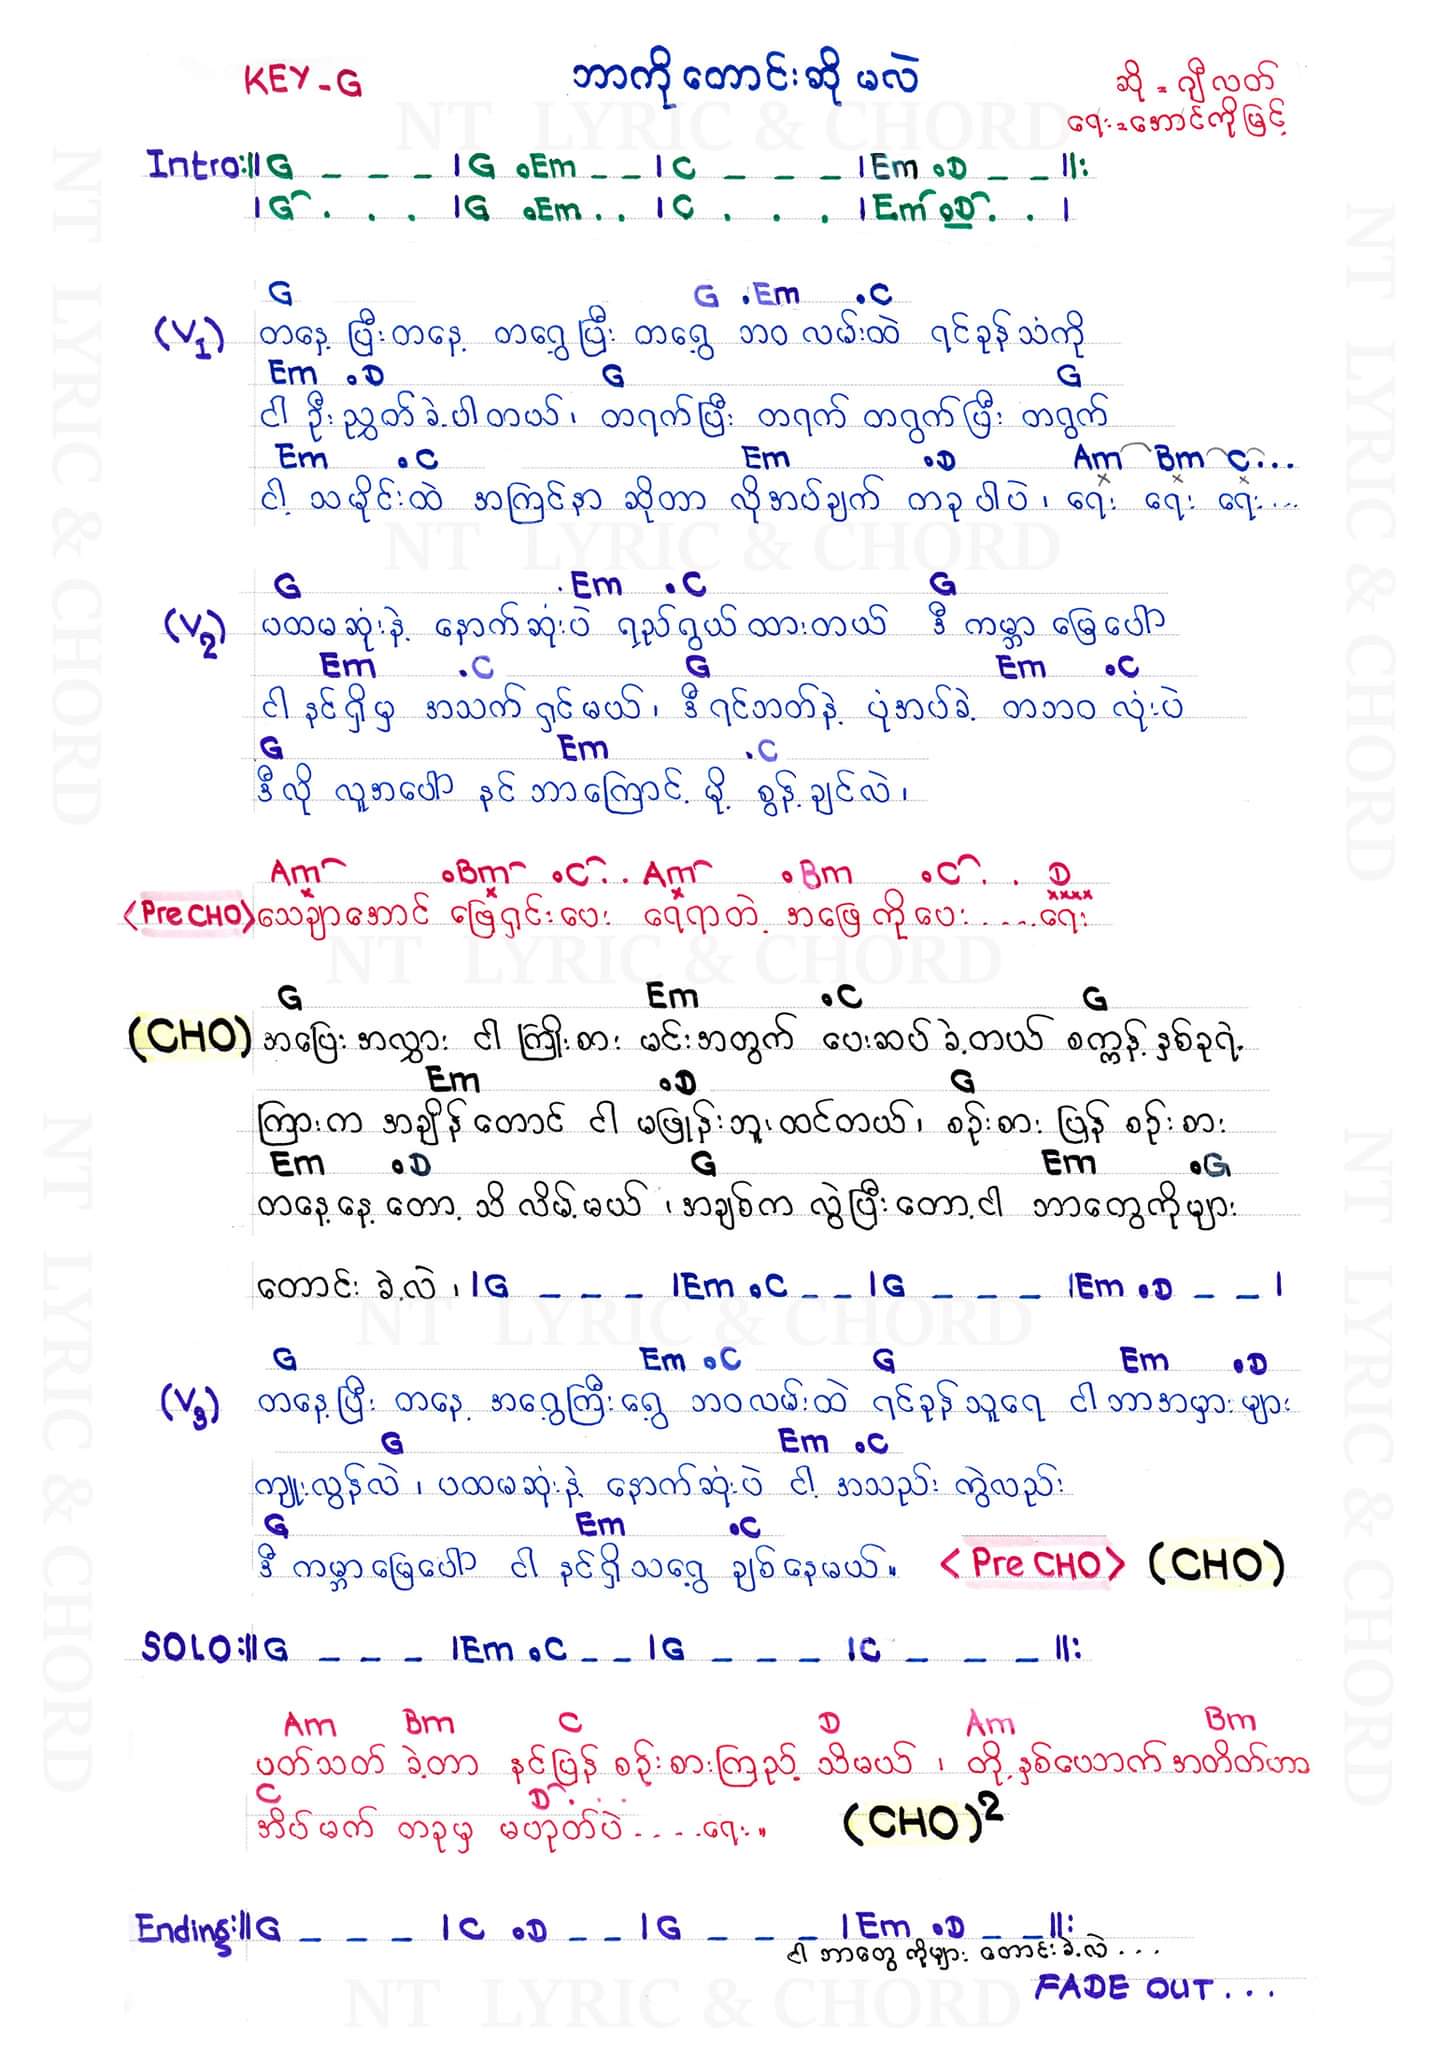 KEY - G
ဘာကို တောင်းဆို မလဲ
ဆို = ဂျီလတ်
ရေး = အောင်ကိုမြင့်
Intro:|| G _ _ _ | G .Em _ _ | C _ _ _ | Em .D _ _ ||:
| G . . . | G .Em . . | C . . . | Em .D . . |
G G .Em .C
(V1) တနေ့ ပြီးတနေ့ တရွေ့ပြီး တရွေ့ ဘဝ လမ်းထဲ ရင်ခုန်သံကို
Em .D G G
ငါ ဦးညွှတ်ခဲ့ပါတယ်၊ တရက်ပြီး တရက် တရွက်ပြီး တရွက်
Em .C Em .D Am Bm C...
ငါ့ သမိုင်းထဲ အကြင်နာ ဆိုတာ လိုအပ်ချက် တခုပါပဲ၊ ရေး ရေး ရေး...
G .Em .C G
(V2) ပထမဆုံးနဲ့ နောက်ဆုံးပဲ ရည်ရွယ်ထားတယ် ဒီ ကမ္ဘာမြေပေါ်
Em .C G Em .C
ငါ နင်ရှိမှ အသက်ရှင်မယ်၊ ဒီရင်ဘတ်နဲ့ ပုံအပ်ခဲ့ တဘဝလုံးပဲ
G Em .C
ဒီလို လူအပေါ် နင် ဘာကြောင့်မို့ စွန့်ချင်လဲ၊
Am .Bm .C.. Am .Bm .C.. D
<Pre CHO> သေချာအောင် ဖြေရှင်းပေး ရေရာတဲ့ အဖြေကိုပေး....ရေး
G Em .C G
(CHO) အပြေးအလွှား ငါ ကြိုးစား မင်းအတွက် ပေးဆပ်ခဲ့တယ် စက္ကန့်နှစ်ခုရဲ့
Em .D G
ကြားက အချိန်တောင် ငါ မဖြုန်းဘူးထင်တယ်၊ စဉ်းစား ပြန် စဉ်းစား
Em .D G Em .G
တနေ့နေ့တော့ သိလိမ့်မယ်၊ အချစ်က လွဲပြီးတော့ငါ ဘာတွေကိုများ
တောင်းခဲ့လဲ၊ | G _ _ _ | Em .C _ _ | G _ _ _ | Em .D _ _ |
G Em .C G Em .D
(V3) တနေ့ပြီး တနေ့ အရွေ့ကြီးရွေ့ ဘဝလမ်းထဲ ရင်ခုန်သူရေ ငါဘာအမှားများ
G Em .C
ကျူးလွန်လဲ၊ ပထမဆုံးနဲ့ နောက်ဆုံးပဲ ငါ့ အသည်းကွဲလည်း
G Em .C
ဒီ ကမ္ဘာမြေပေါ် ငါ နင်ရှိသရွေ့ ချစ်နေမယ်။ <Pre CHO> (CHO)
SOLO:|| G _ _ _ | Em .C _ _ | G _ _ _ | C _ _ _ ||:
Am Bm C D Am Bm
ပတ်သတ်ခဲ့တာ နင်ပြန်စဉ်းစားကြည့် သိမယ်၊ တို့နှစ်ယောက်အတိတ်ဟာ
C D...
အိပ်မက် တခုမှ မဟုတ်ပဲ....ရေး။ (CHO)2
Ending:|| G _ _ _ | C .D _ _ | G _ _ _ | Em .D _ _ ||:
ငါ ဘာတွေကိုများ တောင်းခဲ့လဲ...
FADE OUT...
NT LYRIC & CHORD